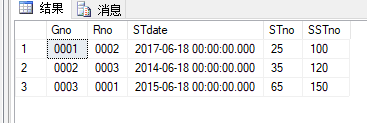 结果 消息
Gno Rno STdate STno SSTno
1 0001 0002 2017-06-18 00:00:00.000 25 100
2 0002 0003 2014-06-18 00:00:00.000 35 120
3 0003 0001 2015-06-18 00:00:00.000 65 150